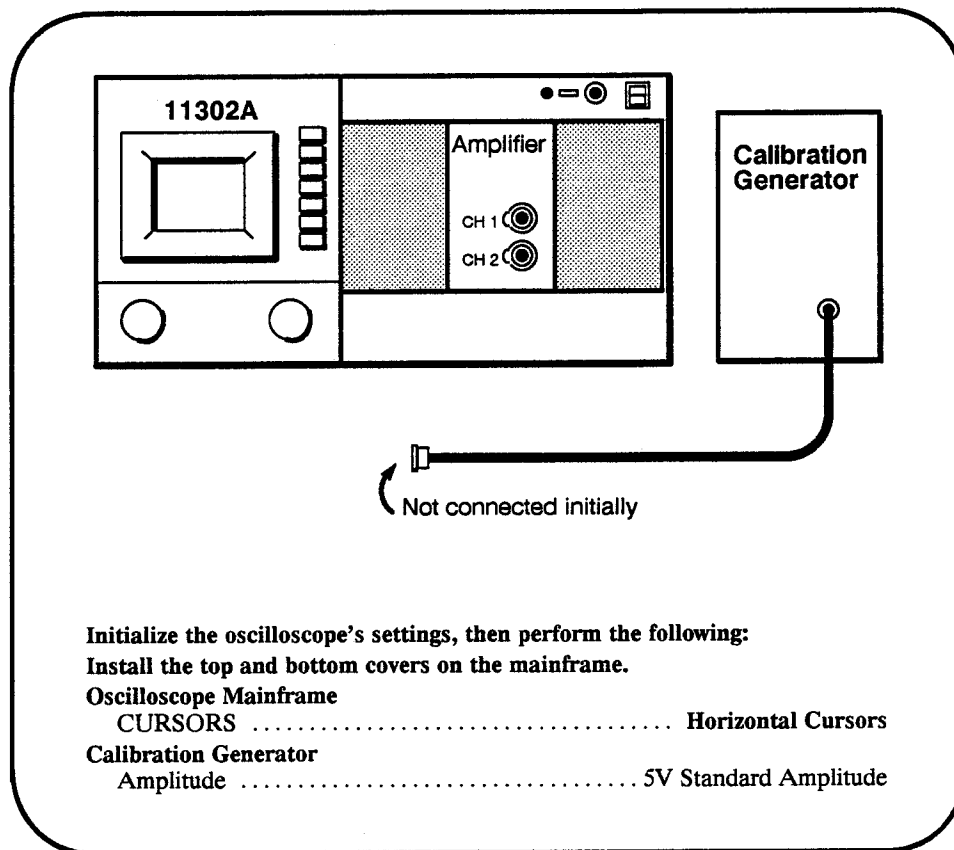 11302A
Amplifier
CH 1
CH 2
Calibration
Generator
Not connected initially
Initialize the oscilloscope's settings, then perform the following:
Install the top and bottom covers on the mainframe.
Oscilloscope Mainframe
CURSORS ..................................... Horizontal Cursors
Calibration Generator
Amplitude .................................. 5V Standard Amplitude